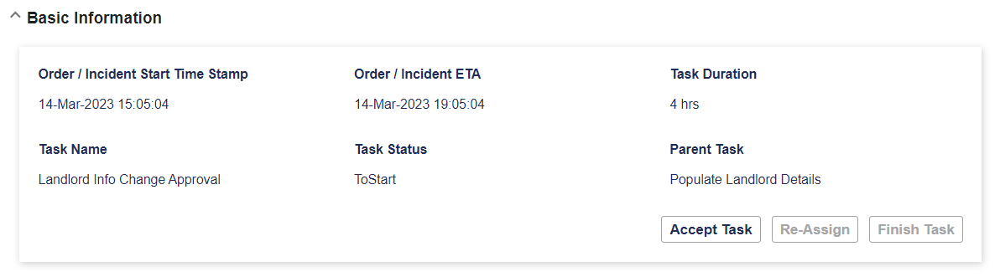 Basic Information
Order / Incident Start Time Stamp Order / Incident ETA Task Duration
14-Mar-2023 15:05:04 14-Mar-2023 19:05:04 4 hrs
Task Name Task Status Parent Task
Landlord Info Change Approval ToStart Populate Landlord Details
Accept Task Re-Assign Finish Task